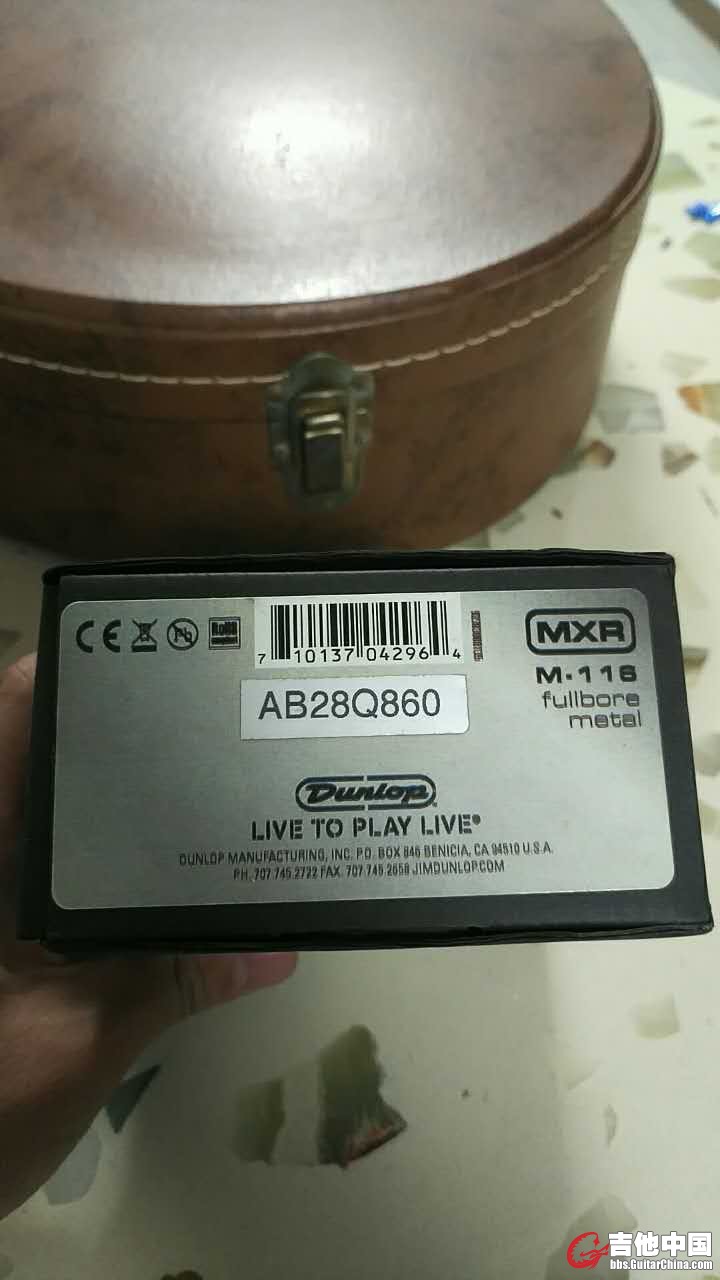 CE
RoHS
7 10137 04296 4
AB28Q860
MXR
M-116
fullbore
metal
Dunlop
LIVE TO PLAY LIVE®
DUNLOP MANUFACTURING, INC. P.O. BOX 846 BENICIA, CA 94510 U.S.A.
PH. 707.745.2722 FAX. 707.745.2658 JIMDUNLOP.COM
吉他中国
bbs.GuitarChina.com